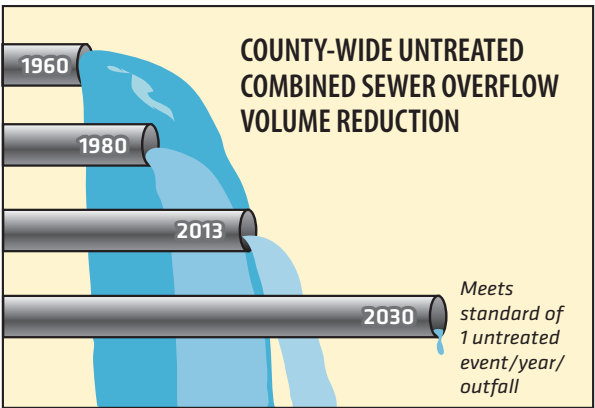 COUNTY-WIDE UNTREATED
COMBINED SEWER OVERFLOW
VOLUME REDUCTION
1960
1980
2013
2030
Meets
standard of
1 untreated
event/year/
outfall